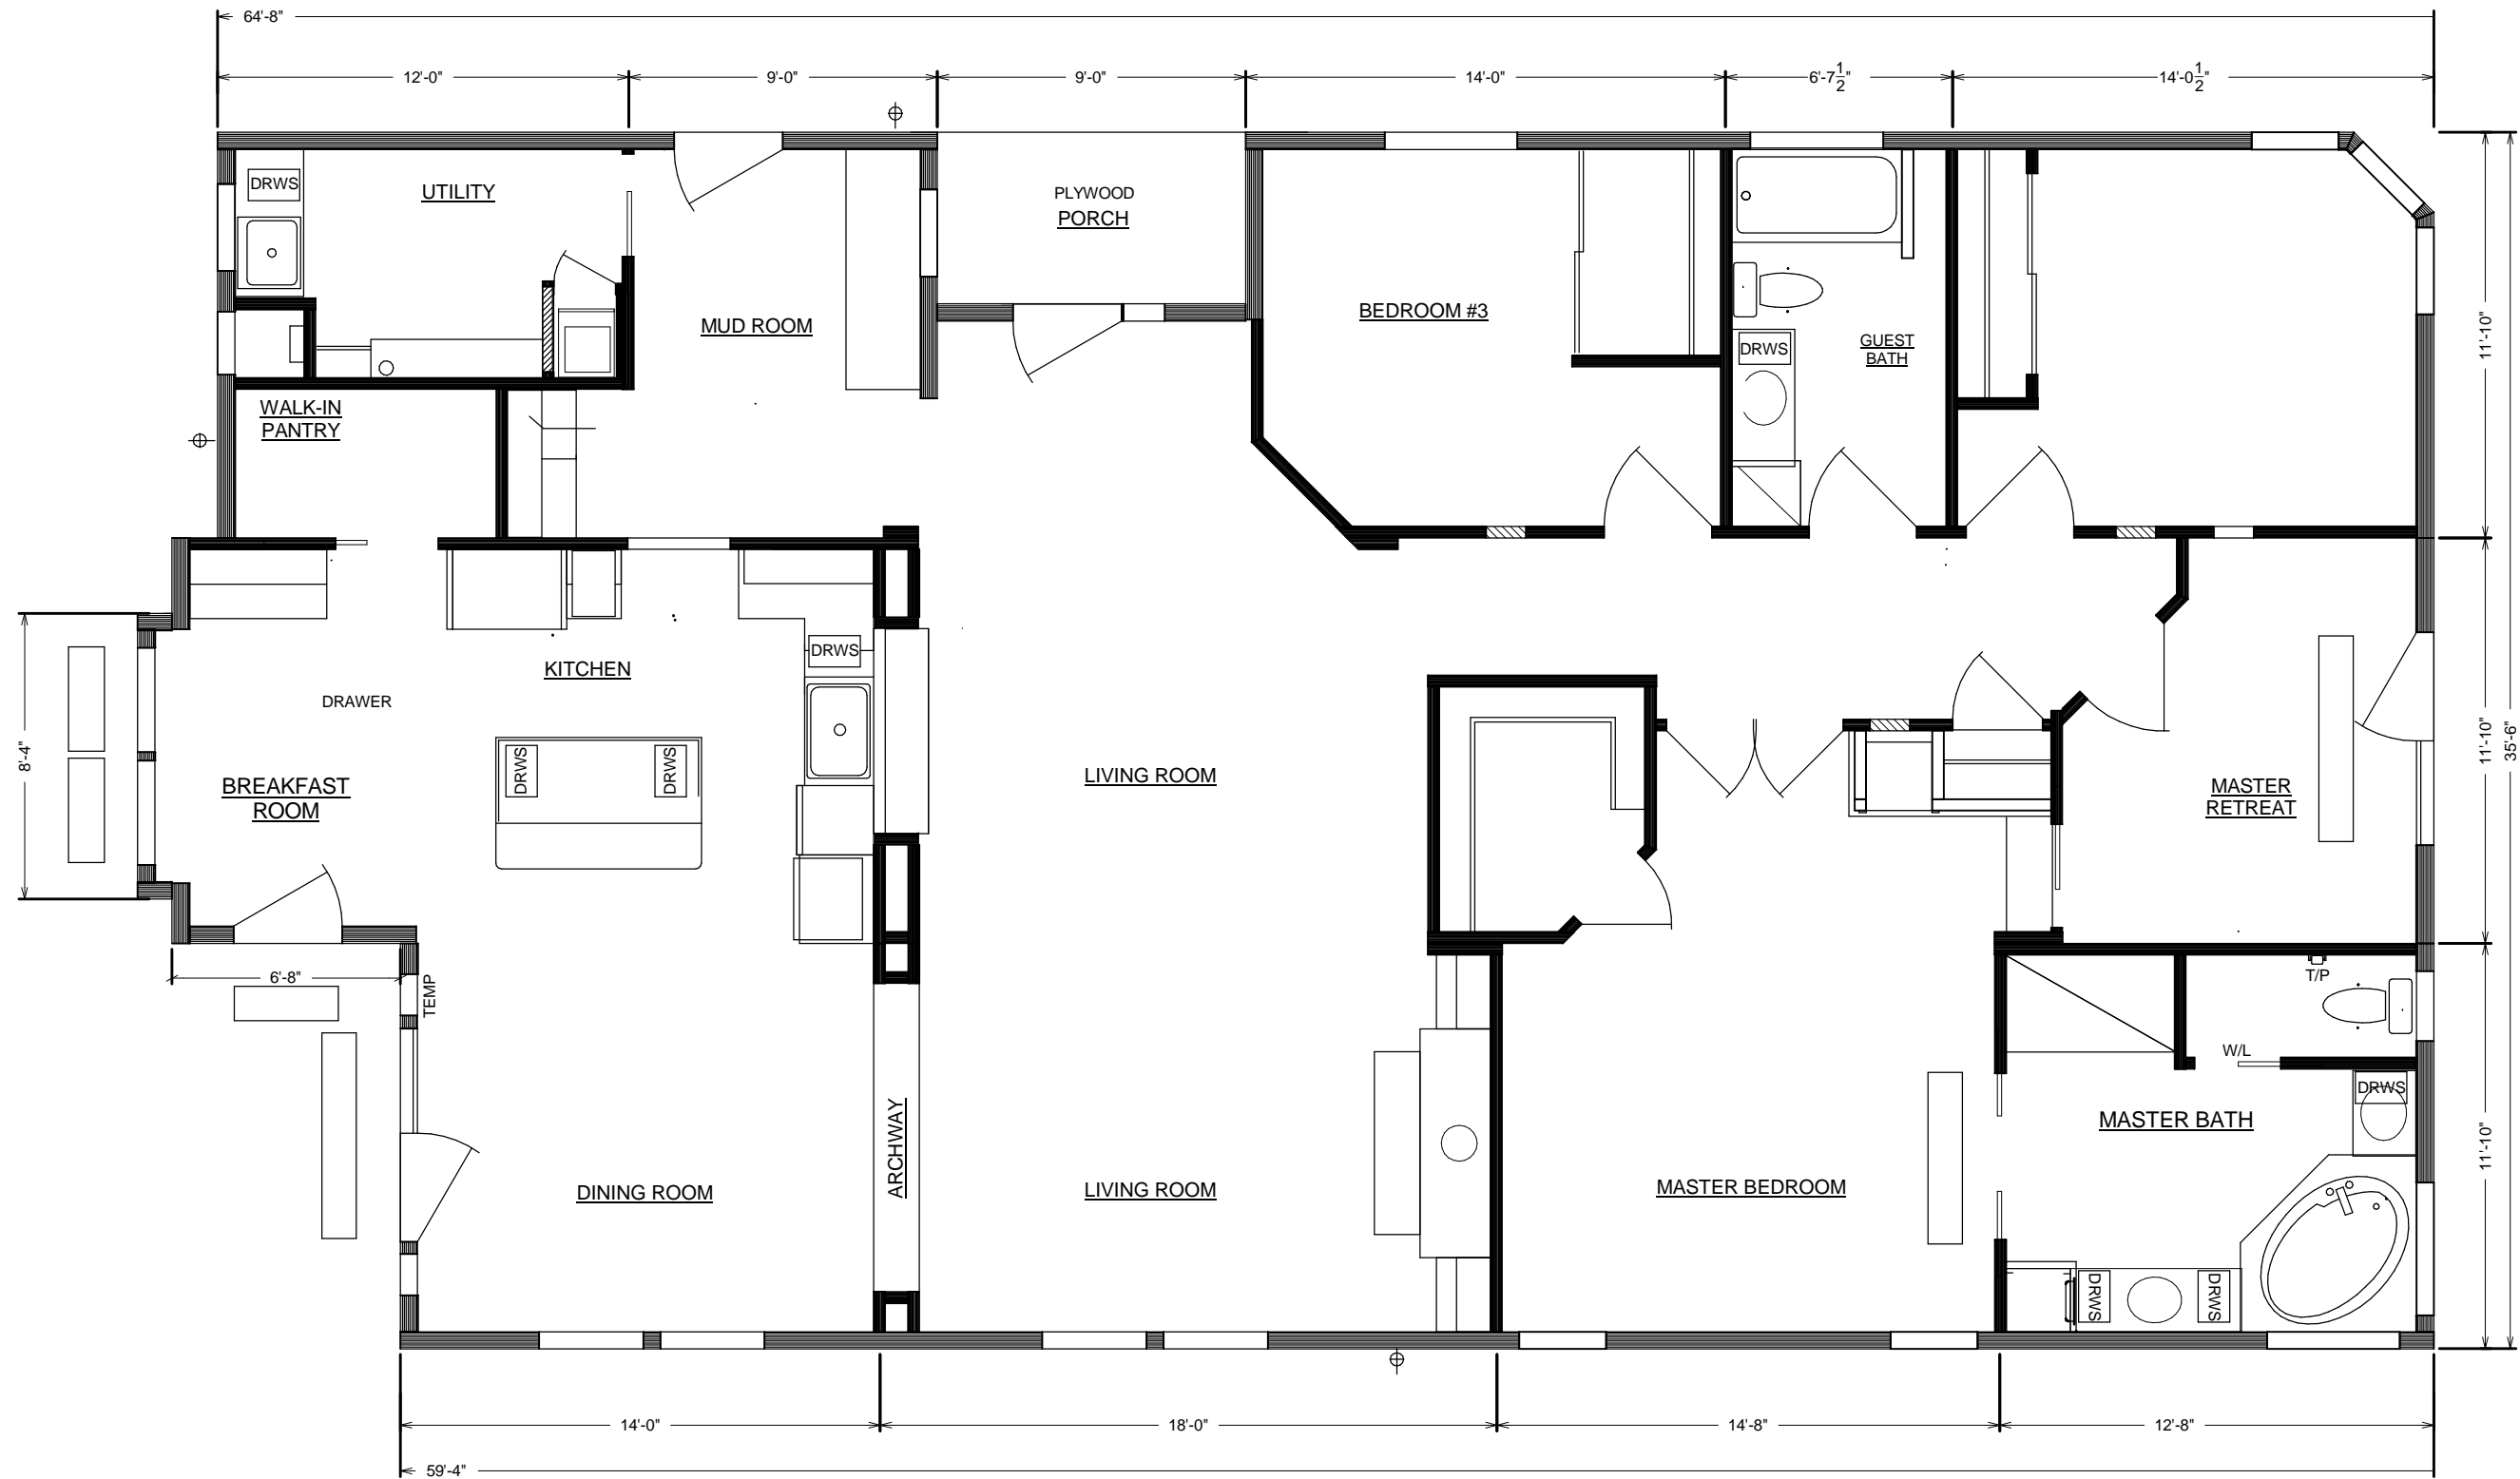 64'-8"
12'-0"
9'-0"
9'-0"
14'-0"
6'-7 1/2"
14'-0 1/2"
DRWS
UTILITY
PLYWOOD
PORCH
MUD ROOM
BEDROOM #3
DRWS
GUEST
BATH
11'-10"
WALK-IN
PANTRY
KITCHEN
DRWS
DRAWER
8'-4"
BREAKFAST
ROOM
DRWS
DRWS
LIVING ROOM
MASTER
RETREAT
11'-10"
35'-6"
6'-8"
TEMP
T/P
W/L
DRWS
MASTER BATH
11'-10"
ARCHWAY
DINING ROOM
LIVING ROOM
MASTER BEDROOM
DRWS
DRWS
14'-0"
18'-0"
14'-8"
12'-8"
59'-4"